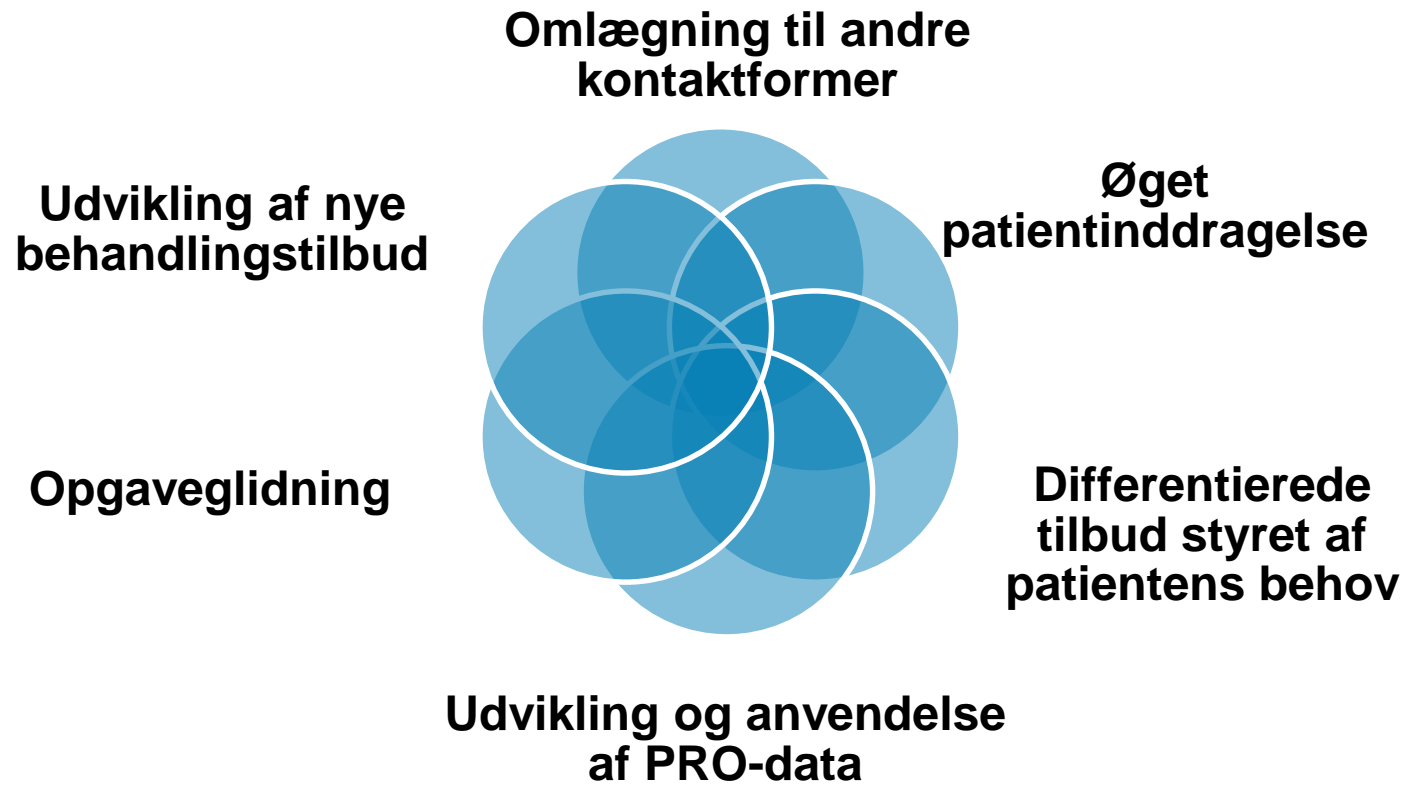 Omlægning til andre
kontaktformer
Øget
patientinddragelse
Udvikling af nye
behandlingstilbud
Opgaveglidning
Differentierede
tilbud styret af
patientens behov
Udvikling og anvendelse
af PRO-data